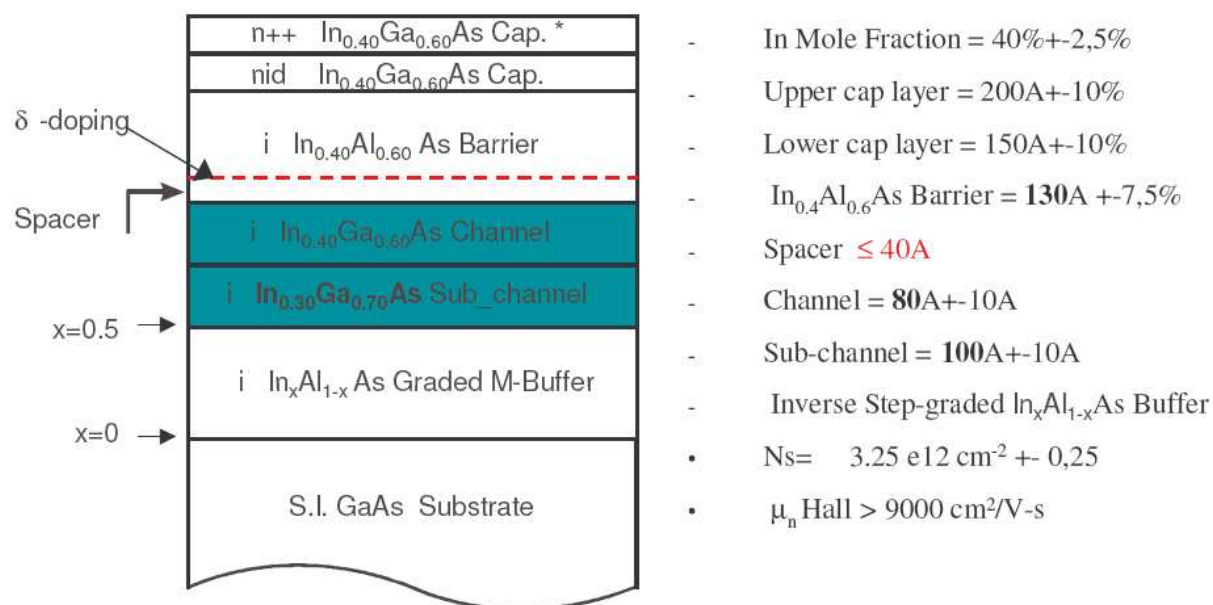 n++ In0.40Ga0.60As Cap. *
nid In0.40Ga0.60As Cap.
δ -doping
i In0.40Al0.60 As Barrier
Spacer
i In0.40Ga0.60As Channel
i In0.30Ga0.70As Sub_channel
x=0.5
i InxAl1-x As Graded M-Buffer
x=0
S.I. GaAs Substrate
- In Mole Fraction = 40%+-2,5%
- Upper cap layer = 200A+-10%
- Lower cap layer = 150A+-10%
- In0.4Al0.6As Barrier = 130A +-7,5%
- Spacer ≤ 40A
- Channel = 80A+-10A
- Sub-channel = 100A+-10A
- Inverse Step-graded InxAl1-xAs Buffer
• Ns= 3.25 e12 cm-2 +- 0,25
• μn Hall > 9000 cm²/V-s